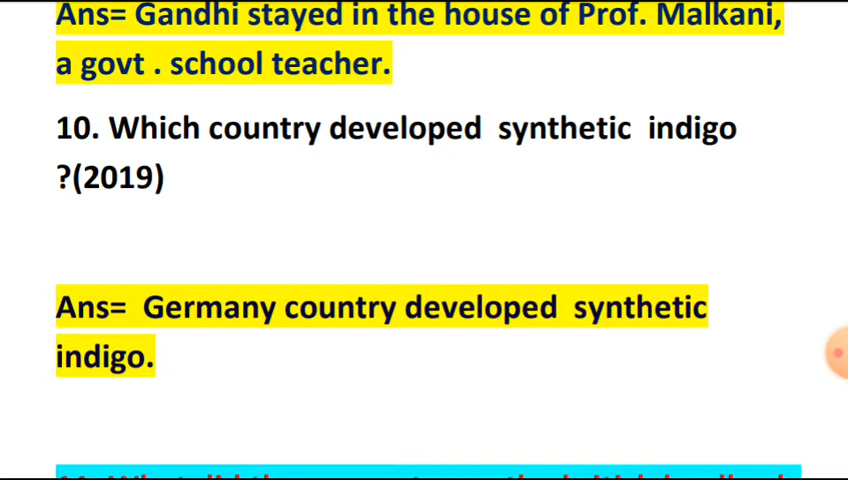 Ans= Gandhi stayed in the house of Prof. Malkani,
a govt . school teacher.
10. Which country developed synthetic indigo
?(2019)
Ans= Germany country developed synthetic
indigo.